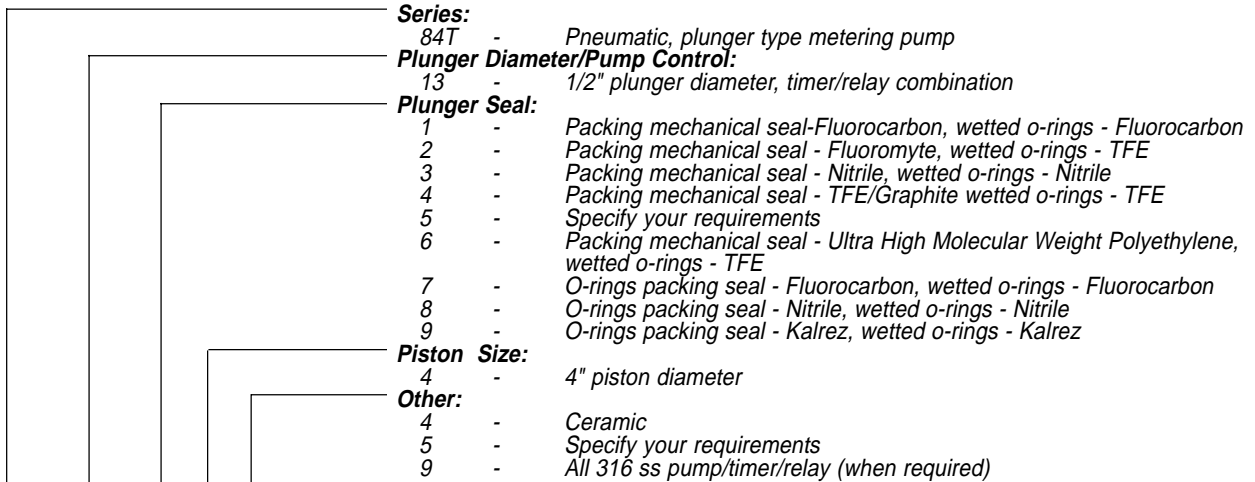 Series:
84T - Pneumatic, plunger type metering pump
Plunger Diameter/Pump Control:
13 - 1/2" plunger diameter, timer/relay combination
Plunger Seal:
1 - Packing mechanical seal-Fluorocarbon, wetted o-rings - Fluorocarbon
2 - Packing mechanical seal - Fluoromyte, wetted o-rings - TFE
3 - Packing mechanical seal - Nitrile, wetted o-rings - Nitrile
4 - Packing mechanical seal - TFE/Graphite wetted o-rings - TFE
5 - Specify your requirements
6 - Packing mechanical seal - Ultra High Molecular Weight Polyethylene,
wetted o-rings - TFE
7 - O-rings packing seal - Fluorocarbon, wetted o-rings - Fluorocarbon
8 - O-rings packing seal - Nitrile, wetted o-rings - Nitrile
9 - O-rings packing seal - Kalrez, wetted o-rings - Kalrez
Piston Size:
4 - 4" piston diameter
Other:
4 - Ceramic
5 - Specify your requirements
9 - All 316 ss pump/timer/relay (when required)